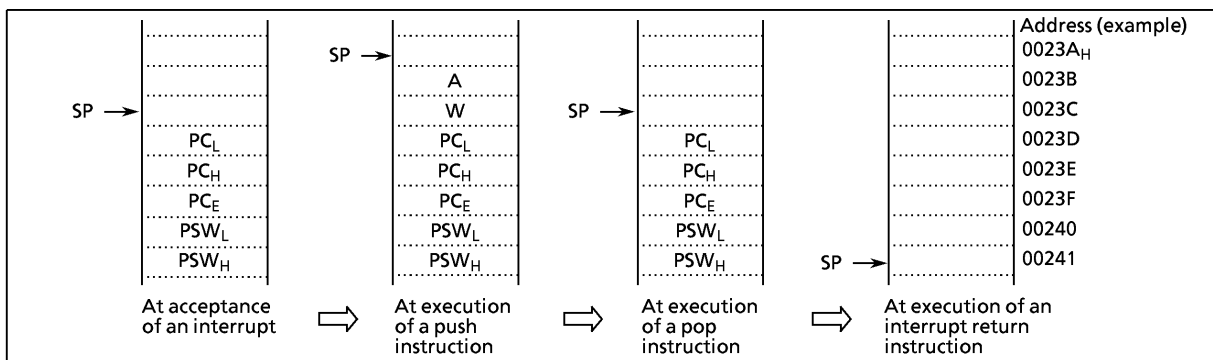 Address (example)
0023AH
SP
SP
A
0023B
SP
W
SP
0023C
PCL
PCL
PCL
0023D
PCH
PCH
PCH
0023E
PCE
PCE
PCE
0023F
PSWL
PSWL
PSWL
00240
PSWH
PSWH
PSWH
SP
00241
At acceptance
of an interrupt
At execution
of a push
instruction
At execution
of a pop
instruction
At execution of an
interrupt return
instruction